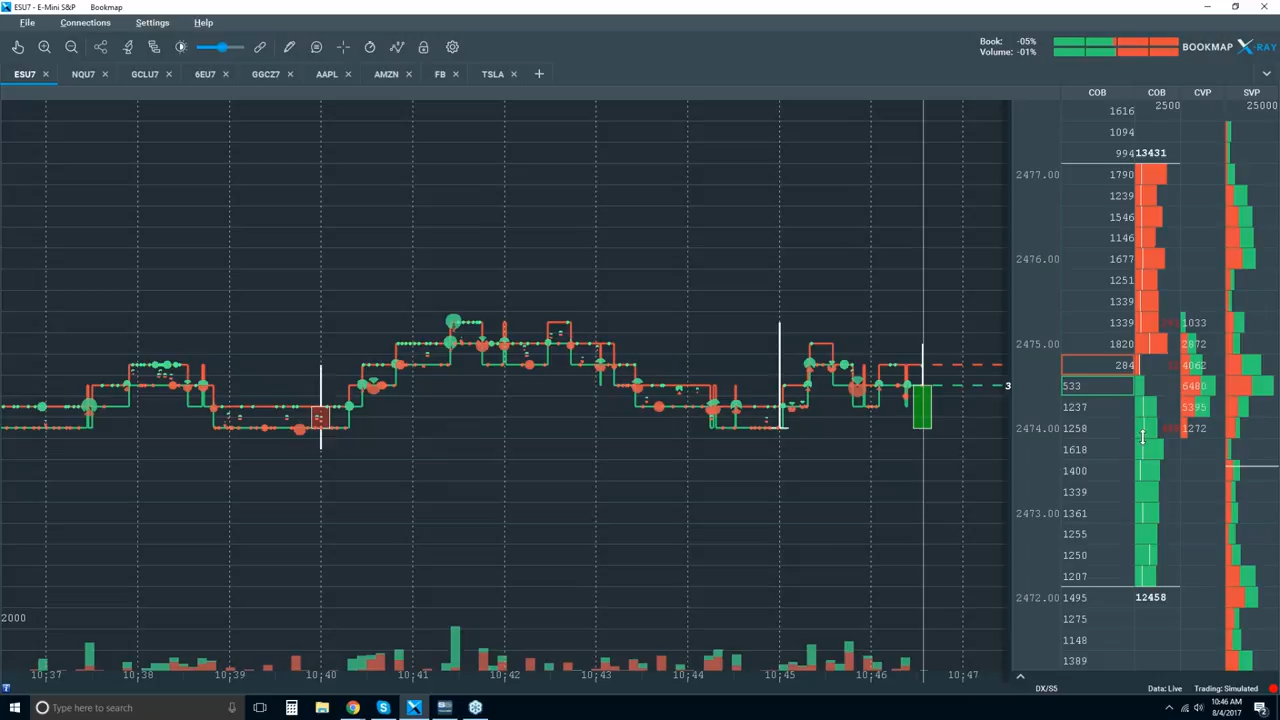 ESU7 - E-Mini S&P Bookmap
File Connections Settings Help
Book: -05%
Volume: -01%
BOOKMAP X-RAY
ESU7 × NQU7 × GCLU7 × 6EU7 × GGCZ7 × AAPL × AMZN × FB × TSLA × +
COB COB CVP SVP
2500 25000
1616
1094
994 13431
2477.00 1790
1239
1546
1146
2476.00 1677
1251
1339
1339 1033
2475.00 1820 2872
284 4062
3 533 6480
1237 5395
2474.00 1258 1272
1618
1400
1339
2473.00 1361
1255
1250
1207
2472.00 1495 12458
2000 1275
1148
1389
10:37 10:38 10:39 10:40 10:41 10:42 10:43 10:44 10:45 10:46 10:47
DX/S5 Data: Live Trading: Simulated
Type here to search
10:46 AM
8/4/2017